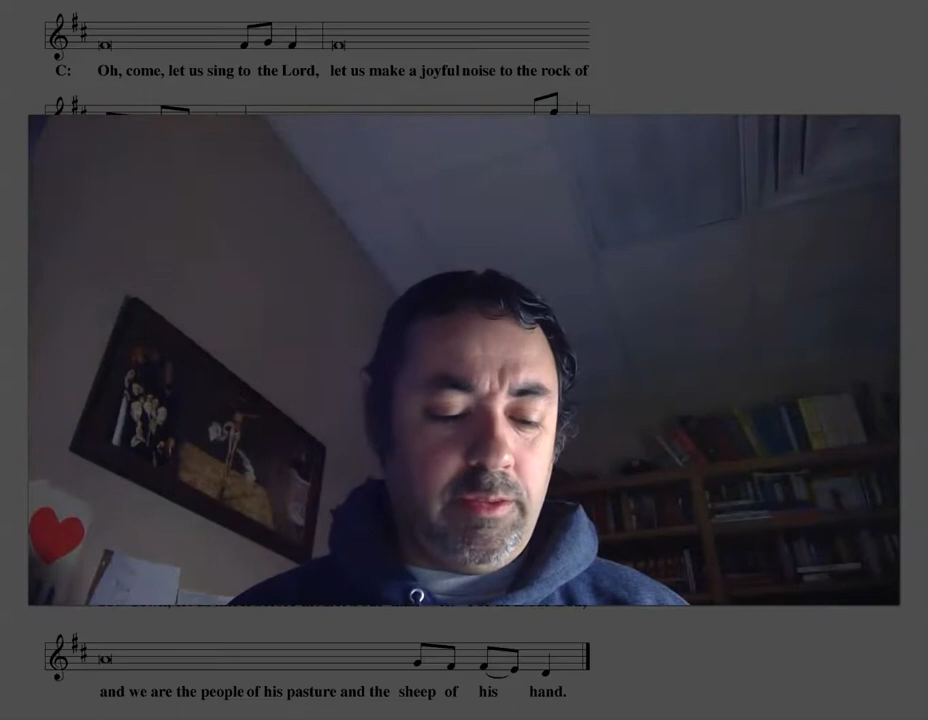 C: Oh, come, let us sing to the Lord, let us make a joyful noise to the rock of
and we are the people of his pasture and the sheep of his hand.